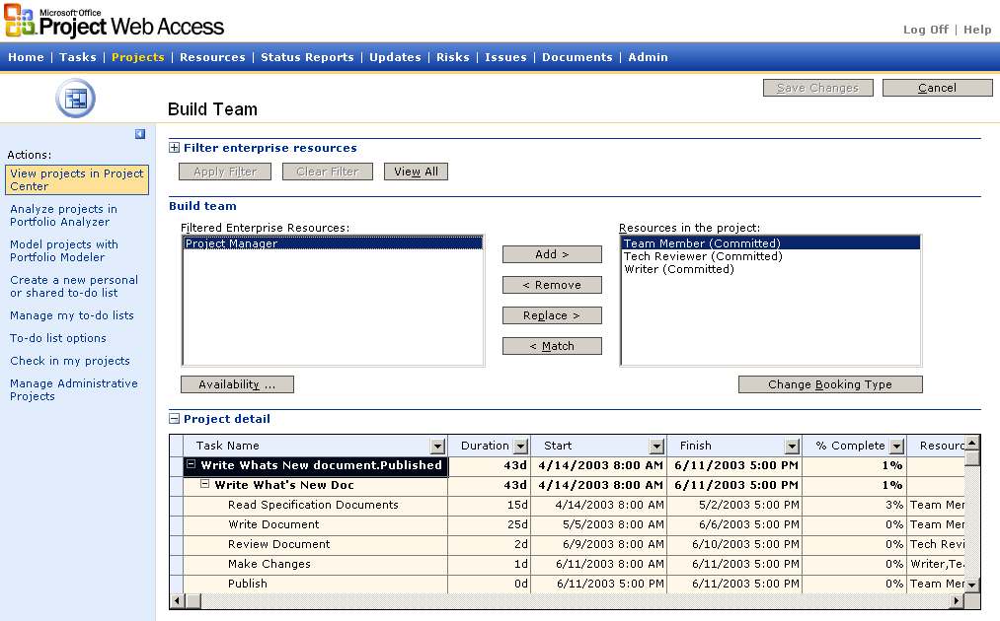 Microsoft Office
Project Web Access
Log Off | Help
Home | Tasks | Projects | Resources | Status Reports | Updates | Risks | Issues | Documents | Admin
Save Changes Cancel
Build Team
Actions:
View projects in Project
Center
Analyze projects in
Portfolio Analyzer
Model projects with
Portfolio Modeler
Create a new personal
or shared to-do list
Manage my to-do lists
To-do list options
Check in my projects
Manage Administrative
Projects
Filter enterprise resources
Apply Filter Clear Filter View All
Build team
Filtered Enterprise Resources:
Project Manager
Add >
< Remove
Replace >
< Match
Resources in the project:
Team Member (Committed)
Tech Reviewer (Committed)
Writer (Committed)
Availability ... Change Booking Type
Project detail
Task Name Duration Start Finish % Complete Resourc
Write Whats New document.Published 43d 4/14/2003 8:00 AM 6/11/2003 5:00 PM 1%
Write What's New Doc 43d 4/14/2003 8:00 AM 6/11/2003 5:00 PM 1%
Read Specification Documents 15d 4/14/2003 8:00 AM 5/2/2003 5:00 PM 3% Team Mer
Write Document 25d 5/5/2003 8:00 AM 6/6/2003 5:00 PM 0% Team Mer
Review Document 2d 6/9/2003 8:00 AM 6/10/2003 5:00 PM 0% Tech Revi
Make Changes 1d 6/11/2003 8:00 AM 6/11/2003 5:00 PM 0% Writer,Te
Publish 0d 6/11/2003 5:00 PM 6/11/2003 5:00 PM 0% Team Mer